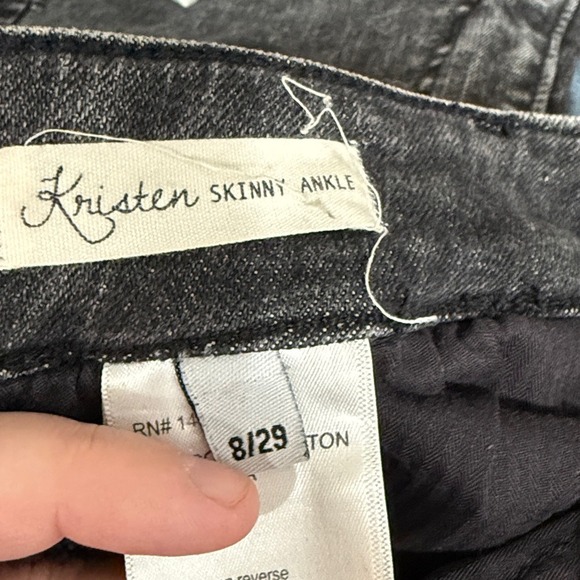 Kristen SKINNY ANKLE
RN# 14
8/29
TON
reverse